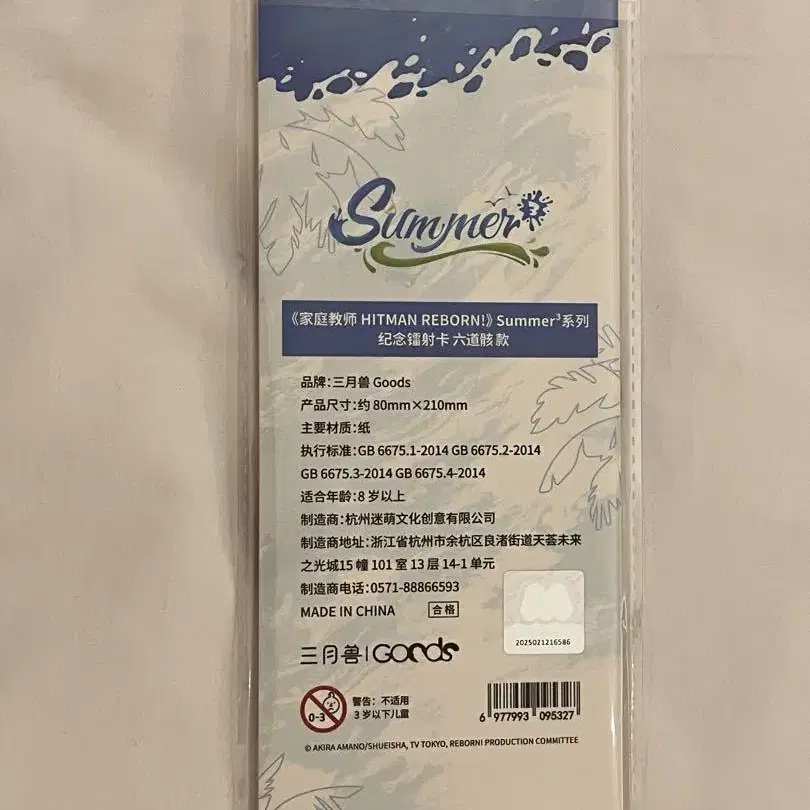 Summer³
《家庭教师 HITMAN REBORN!》Summer³系列
纪念镭射卡 六道骸 款
品牌:三月兽 Goods
产品尺寸:约 80mm×210mm
主要材质:纸
执行标准:GB 6675.1-2014 GB 6675.2-2014
GB 6675.3-2014 GB 6675.4-2014
适合年龄:8 岁以上
制造商:杭州迷萌文化创意有限公司
制造商地址:浙江省杭州市余杭区良渚街道天荟未来
之光城15 幢 101 室 13 层 14-1 单元
制造商电话:0571-88866593
MADE IN CHINA 合格
2025021216586
三月兽 | GOODS
0-3
警告:不适用
3 岁以下儿童
6 977993 095327
© AKIRA AMANO/SHUEISHA, TV TOKYO, REBORN! PRODUCTION COMMITTEE